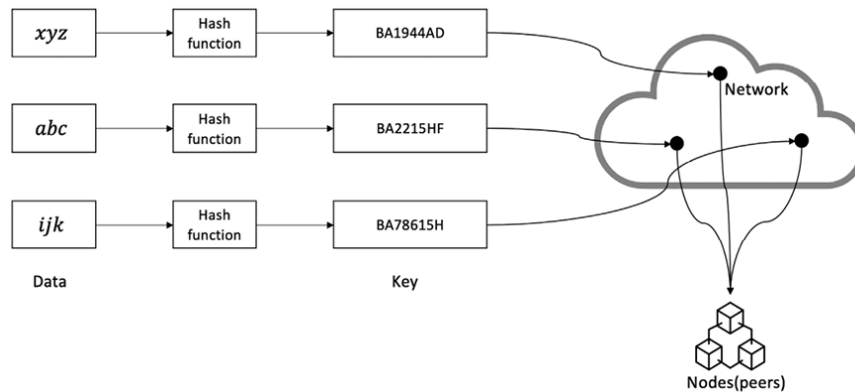 xyz
Hash
function
BA1944AD
Network
abc
Hash
function
BA2215HF
ijk
Hash
function
BA78615H
Data
Key
Nodes(peers)